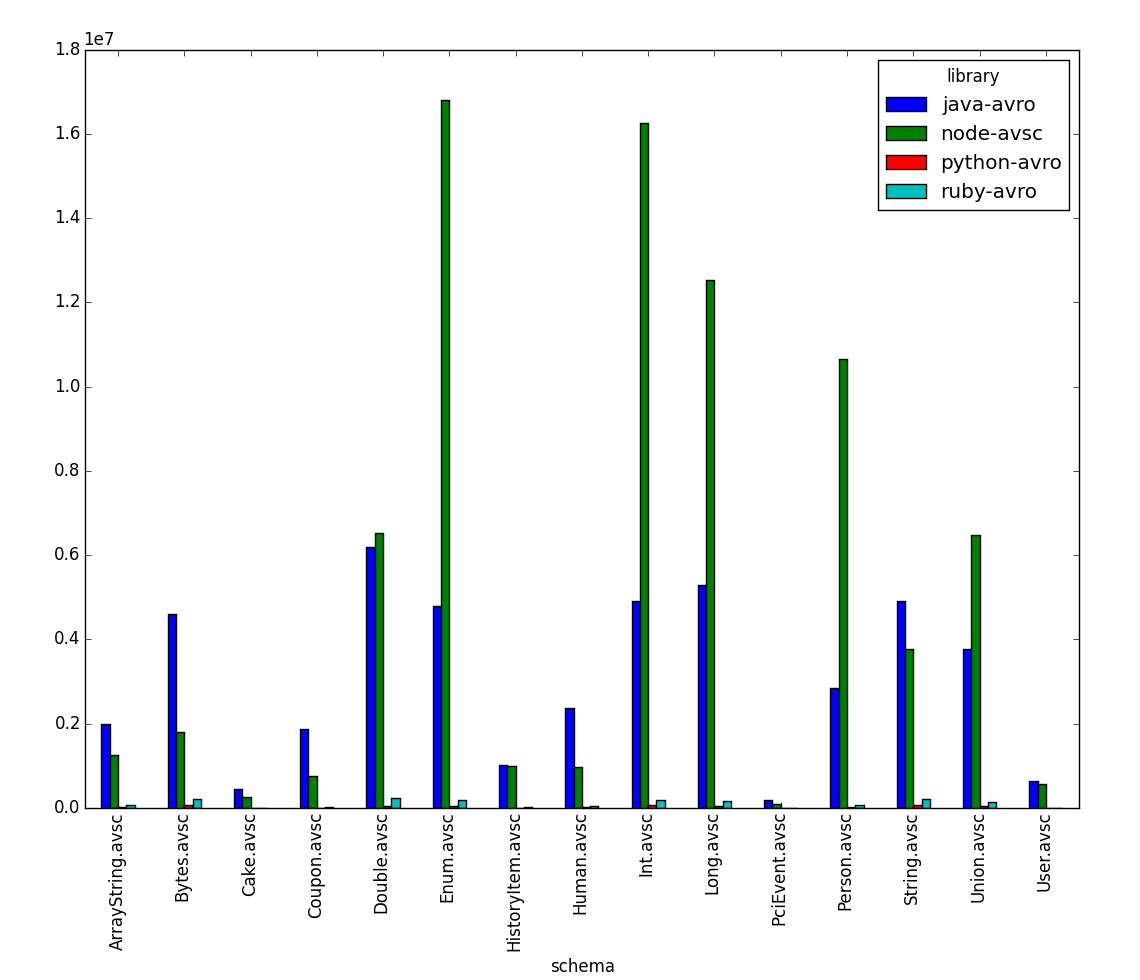 1e7
1.8
1.6
1.4
1.2
1.0
0.8
0.6
0.4
0.2
0.0
library
java-avro
node-avsc
python-avro
ruby-avro
ArrayString.avsc
Bytes.avsc
Cake.avsc
Coupon.avsc
Double.avsc
Enum.avsc
HistoryItem.avsc
Human.avsc
Int.avsc
Long.avsc
PciEvent.avsc
Person.avsc
String.avsc
Union.avsc
User.avsc
schema